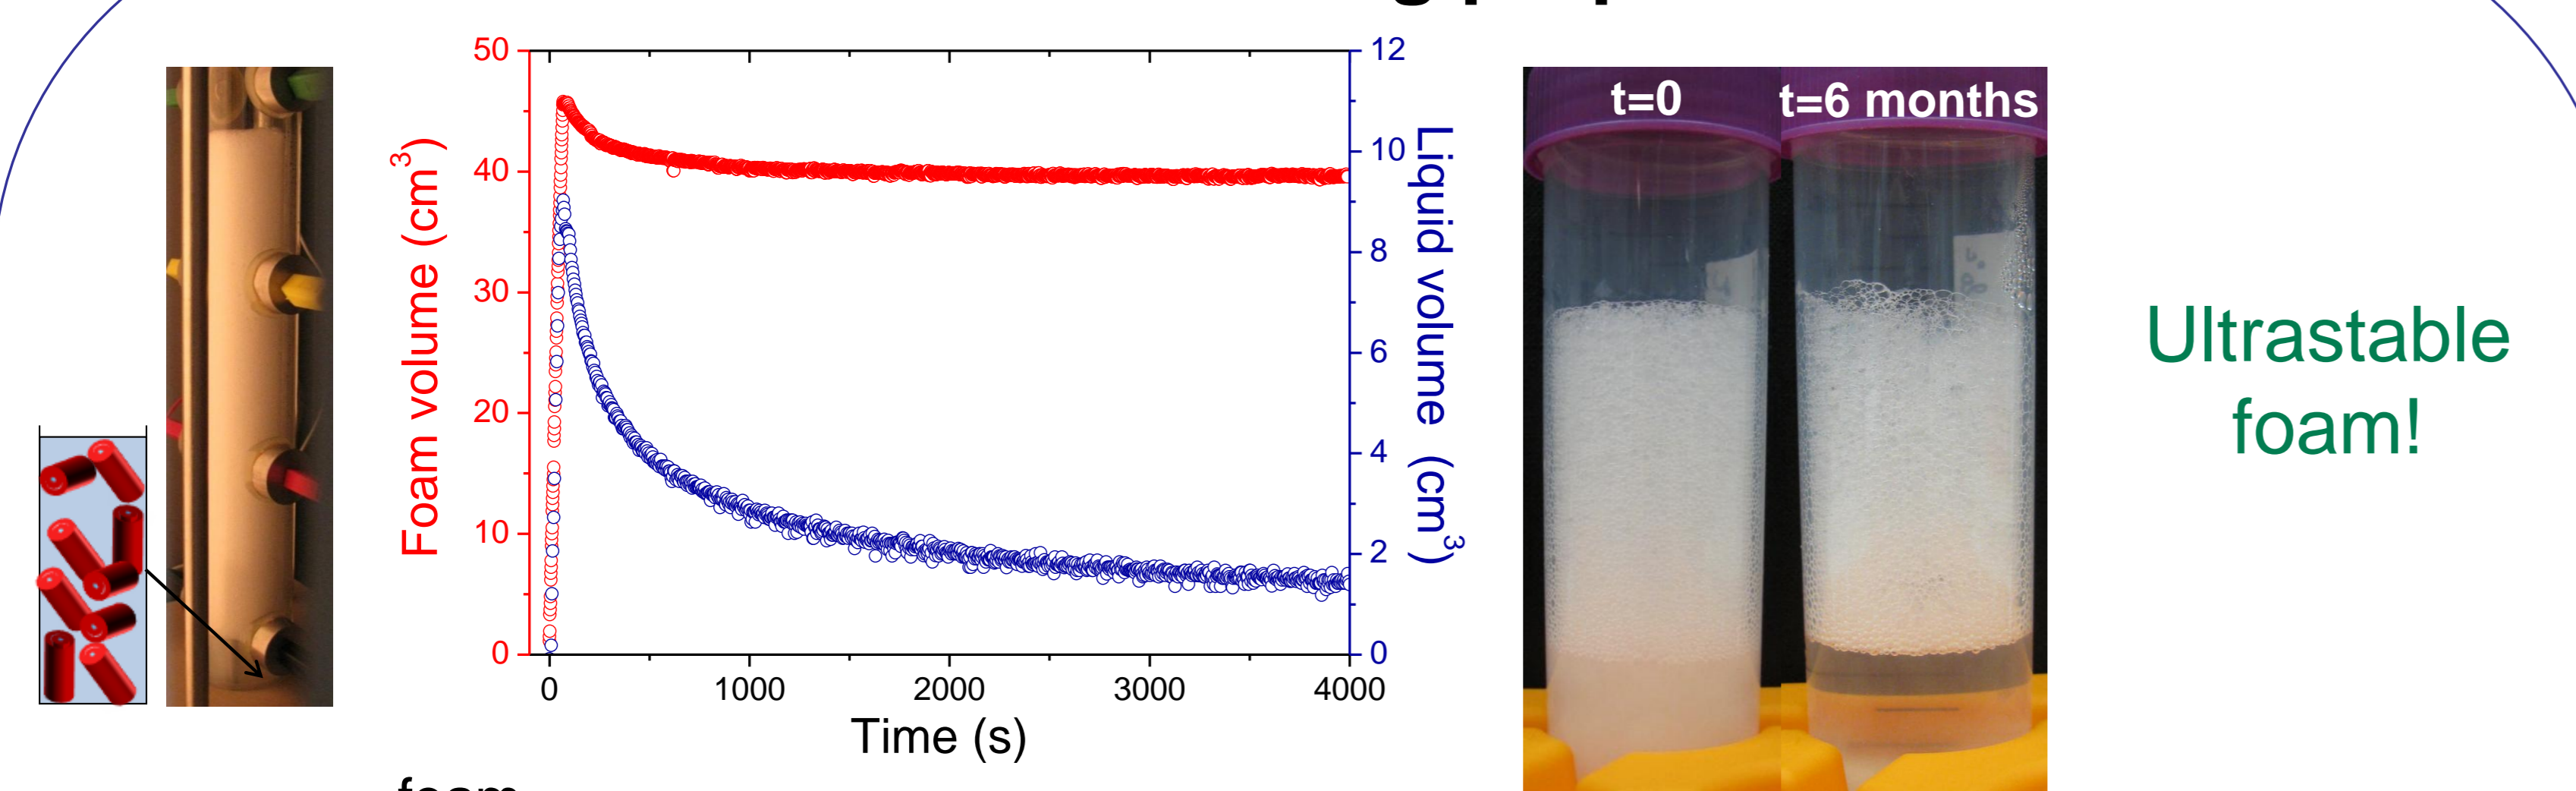 50
40
30
20
10
0
Foam volume (cm³)
12
10
8
6
4
2
0
Liquid volume (cm³)
0 1000 2000 3000 4000
Time (s)
t=0
t=6 months
Ultrastable
foam!